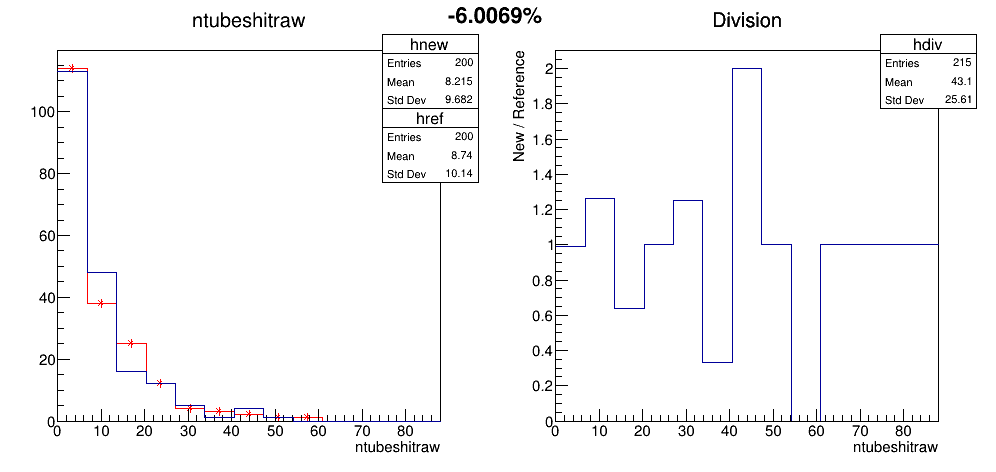 -6.0069%
ntubeshitraw
hnew
Entries 200
Mean 8.215
Std Dev 9.682
href
Entries 200
Mean 8.74
Std Dev 10.14
100
80
60
40
20
0
0 10 20 30 40 50 60 70 80
ntubeshitraw
Division
hdiv
Entries 215
Mean 43.1
Std Dev 25.61
New / Reference
2
1.8
1.6
1.4
1.2
1
0.8
0.6
0.4
0.2
0
0 10 20 30 40 50 60 70 80
ntubeshitraw